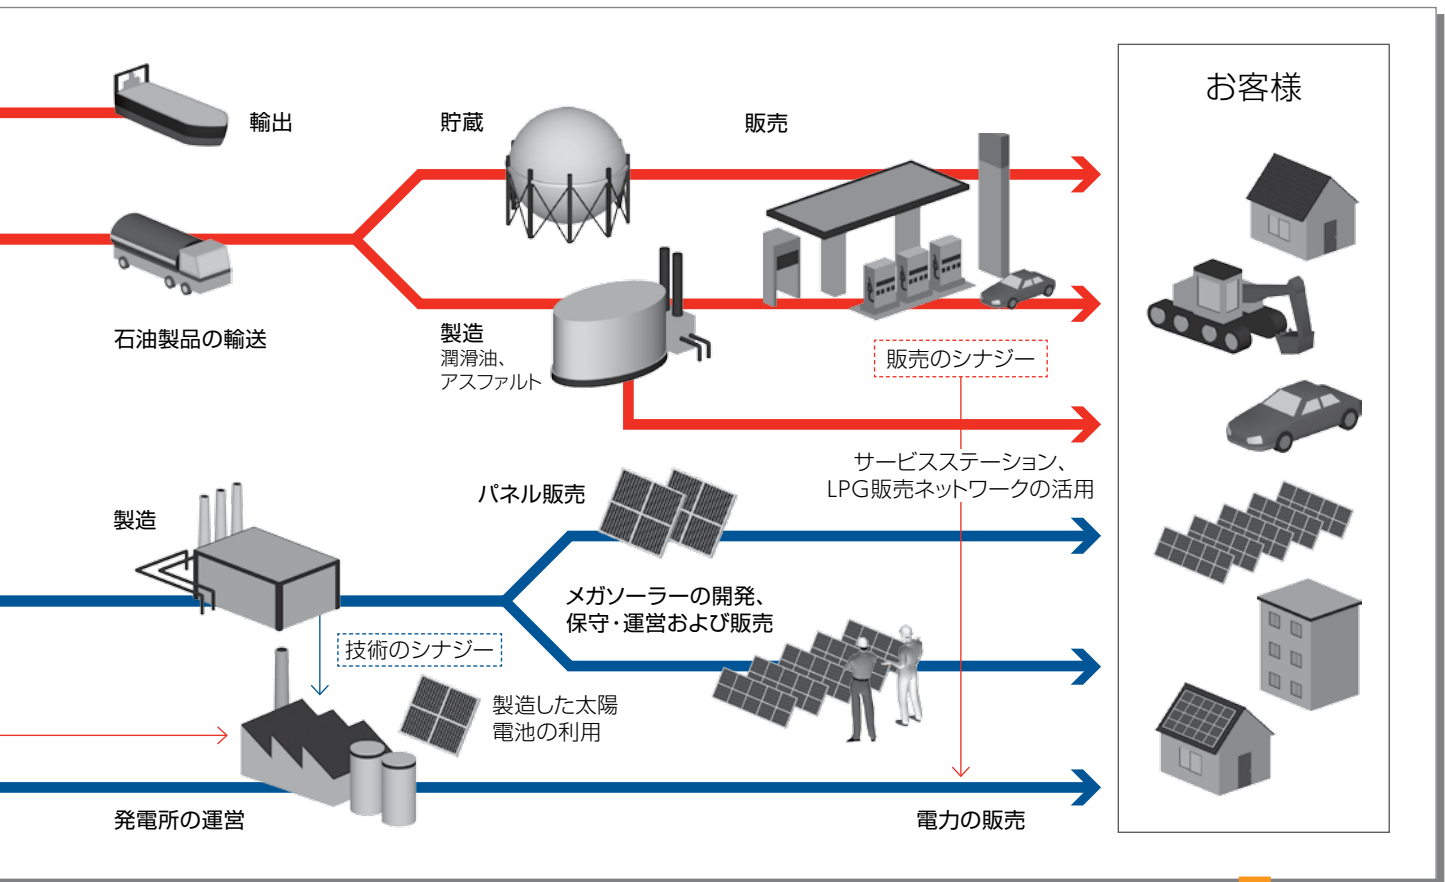 お客様
輸出
貯蔵
販売
石油製品の輸送
製造
潤滑油、
アスファルト
販売のシナジー
サービスステーション、
LPG販売ネットワークの活用
パネル販売
製造
メガソーラーの開発、
保守・運営および販売
技術のシナジー
製造した太陽
電池の利用
発電所の運営
電力の販売